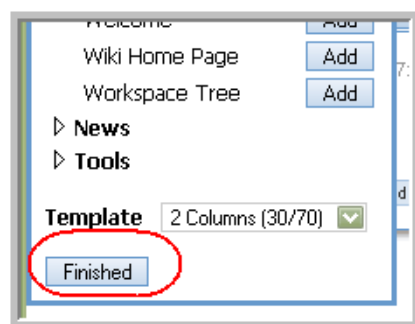 Wiki Home Page Add
Workspace Tree Add
News
Tools
Template 2 Columns (30/70)
Finished